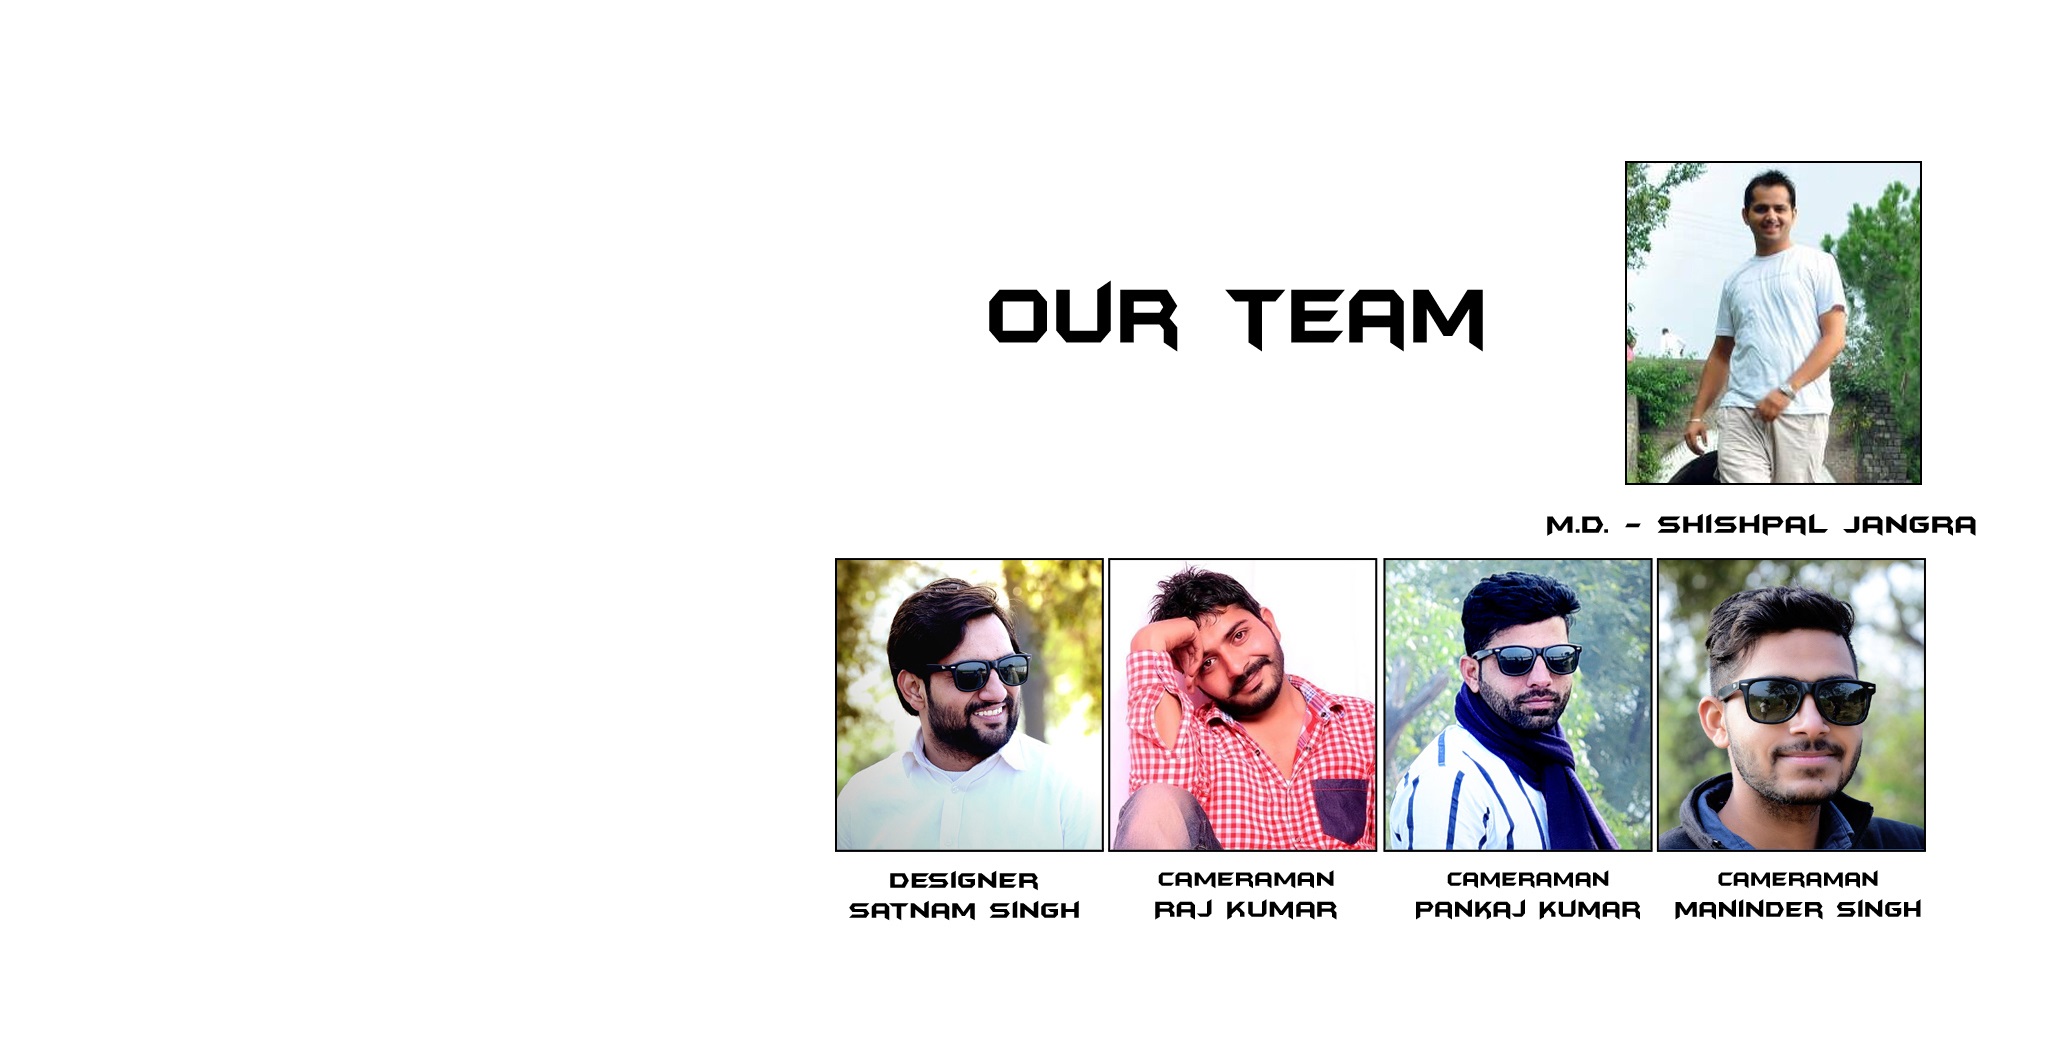 OUR TEAM
M.D. - SHISHPAL JANGRA
DESIGNER
SATNAM SINGH
CAMERAMAN
RAJ KUMAR
CAMERAMAN
PANKAJ KUMAR
CAMERAMAN
MANINDER SINGH